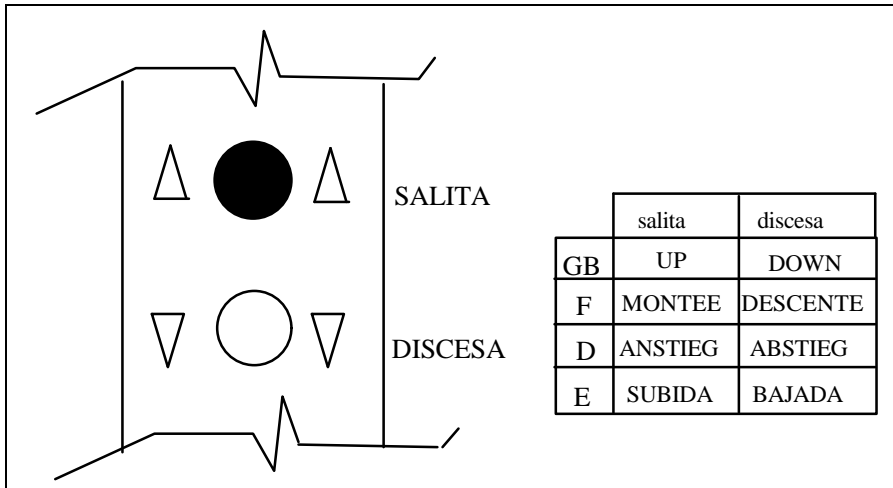 SALITA
DISCESA
salita discesa
GB UP DOWN
F MONTEE DESCENTE
D ANSTIEG ABSTIEG
E SUBIDA BAJADA